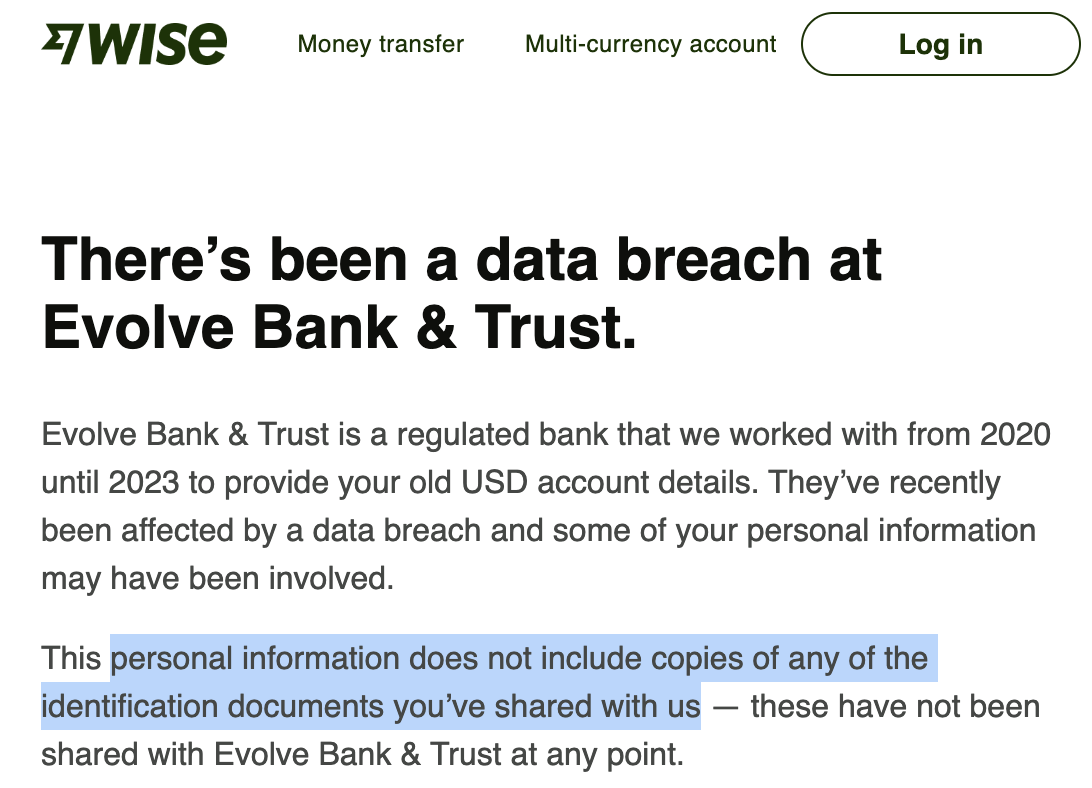 WISE
Money transfer
Multi-currency account
Log in
There’s been a data breach at
Evolve Bank & Trust.
Evolve Bank & Trust is a regulated bank that we worked with from 2020
until 2023 to provide your old USD account details. They’ve recently
been affected by a data breach and some of your personal information
may have been involved.
This personal information does not include copies of any of the
identification documents you’ve shared with us — these have not been
shared with Evolve Bank & Trust at any point.